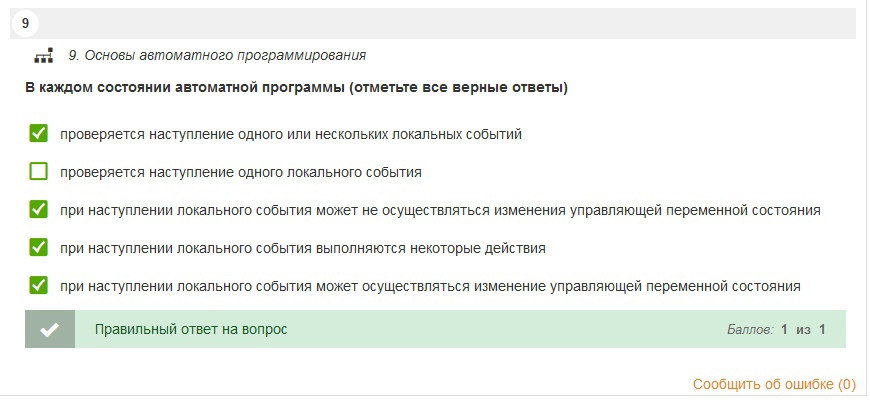 9
9. Основы автоматного программирования
В каждом состоянии автоматной программы (отметьте все верные ответы)
проверяется наступление одного или нескольких локальных событий
проверяется наступление одного локального события
при наступлении локального события может не осуществляться изменения управляющей переменной состояния
при наступлении локального события выполняются некоторые действия
при наступлении локального события может осуществляться изменение управляющей переменной состояния
Правильный ответ на вопрос Баллов: 1 из 1
Сообщить об ошибке (0)